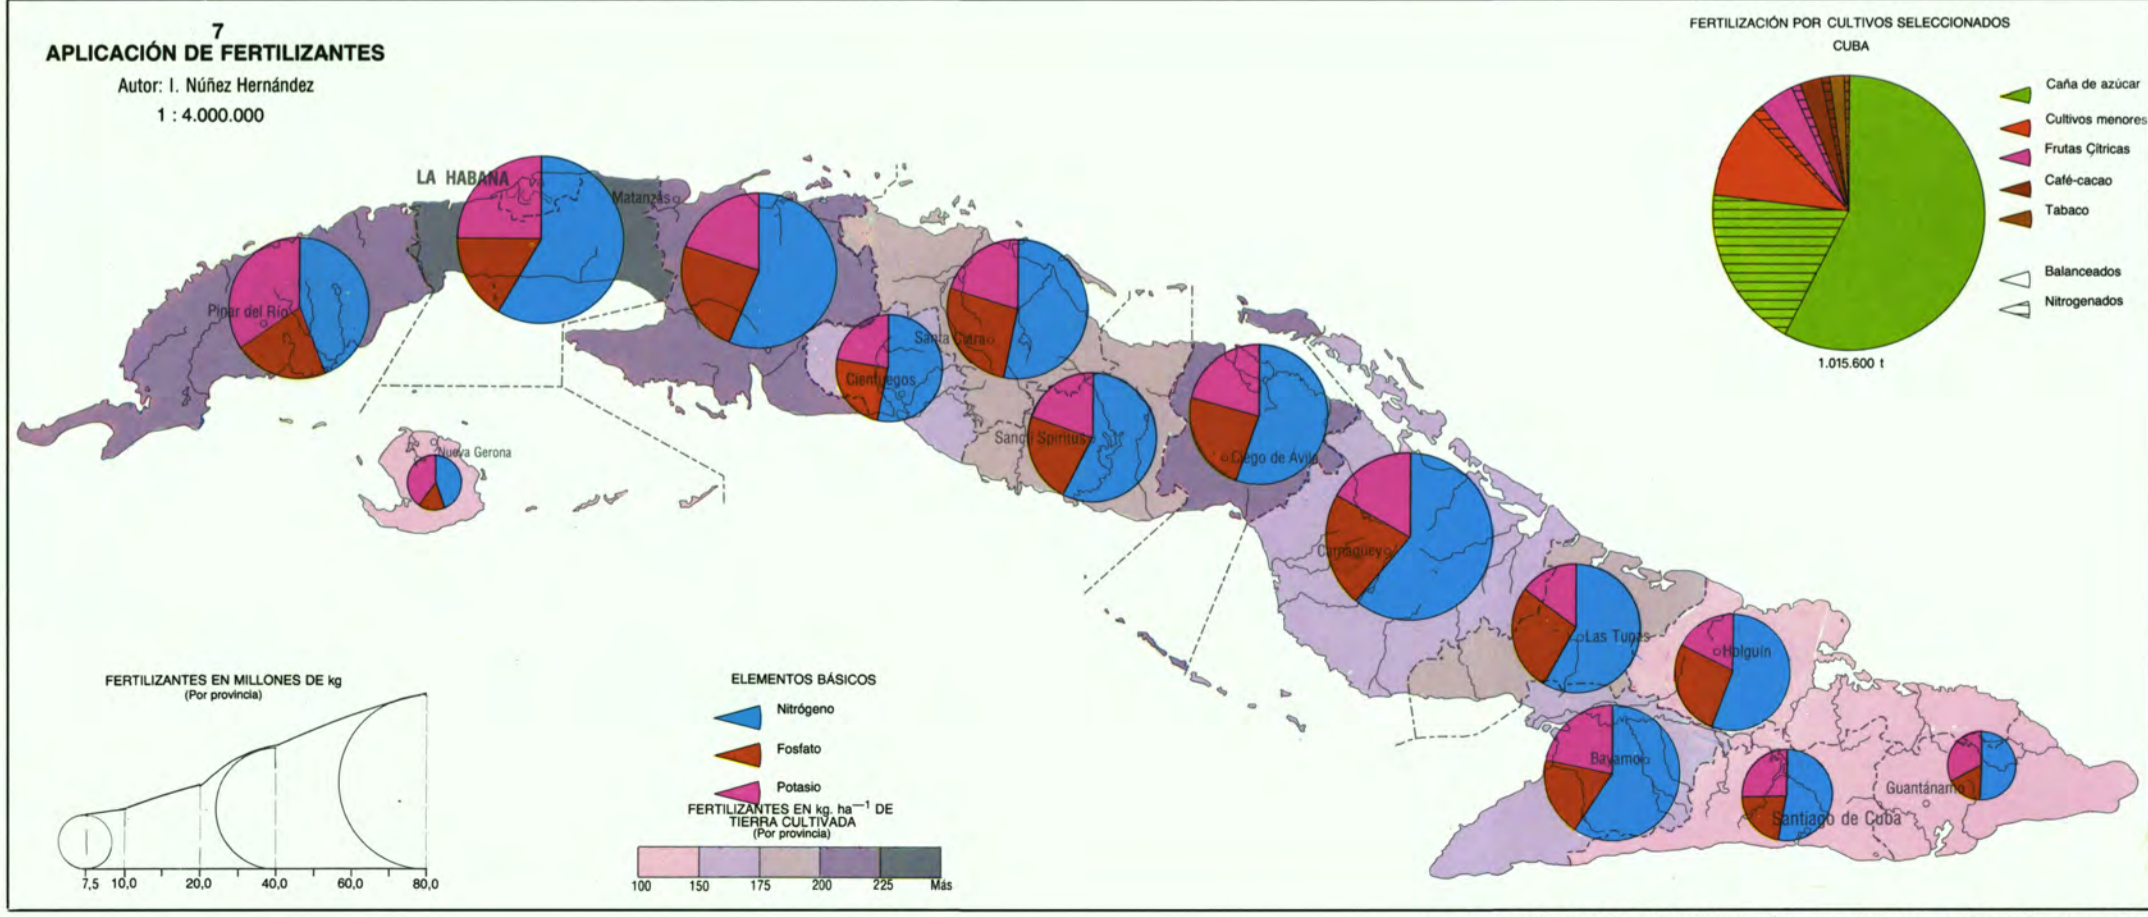 7
APLICACIÓN DE FERTILIZANTES
Autor: I. Núñez Hernández
1 : 4.000.000
FERTILIZACIÓN POR CULTIVOS SELECCIONADOS
CUBA
Caña de azúcar
Cultivos menores
Frutas Çítricas
Café-cacao
Tabaco
Balanceados
Nitrogenados
1.015.600 t
LA HABANA
Matanzas
Pinar del Río
Nueva Gerona
Santa Clara
Cienfuegos
Sancti Spíritus
Ciego de Avila
Camagüey
Las Tunas
Holguín
Bayamo
Guantánamo
Santiago de Cuba
FERTILIZANTES EN MILLONES DE kg
(Por provincia)
7,5 10,0 20,0 40,0 60,0 80,0
ELEMENTOS BÁSICOS
Nitrógeno
Fosfato
Potasio
FERTILIZANTES EN kg. ha⁻¹ DE
TIERRA CULTIVADA
(Por provincia)
100 150 175 200 225 Más